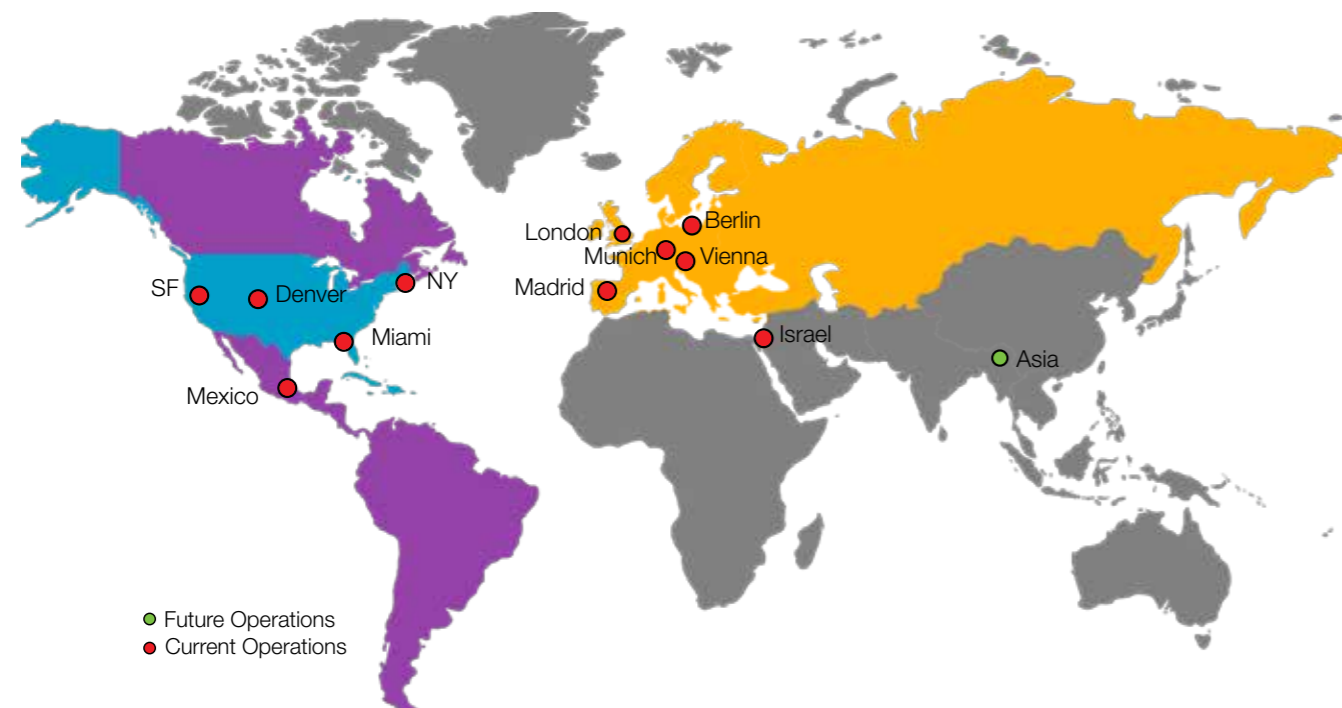 Berlin
London
Munich
Vienna
Madrid
SF
Denver
NY
Miami
Israel
Asia
Mexico
Future Operations
Current Operations